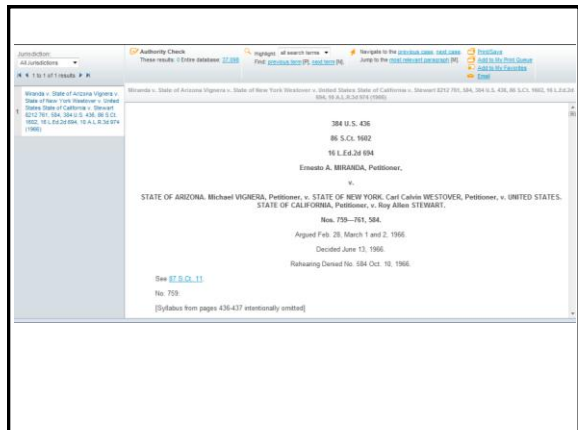 Jurisdiction:
All Jurisdictions
1 to 1 of 1 results
1
Miranda v. State of Arizona Vignera v.
State of New York Westover v. United
States State of California v. Stewart
8212 761, 584, 384 U.S. 436, 86 S.Ct.
1602, 16 L.Ed.2d 694, 10 A.L.R.3d 974
(1966)
Authority Check
These results: 0 Entire database:
Highlight: all search terms
Find: previous term [P], next term [N].
Navigate to the previous case, next case
Jump to the most relevant paragraph [M].
Print/Save
Add to My Print Queue
Add to My Favorites
Email
Miranda v. State of Arizona Vignera v. State of New York Westover v. United States State of California v. Stewart 8212 761, 584, 384 U.S. 436, 86 S.Ct. 1602, 16 L.Ed.2d
694, 10 A.L.R.3d 974 (1966)
384 U.S. 436
86 S.Ct. 1602
16 L.Ed.2d 694
Ernesto A. MIRANDA, Petitioner,
v.
STATE OF ARIZONA. Michael VIGNERA, Petitioner, v. STATE OF NEW YORK. Carl Calvin WESTOVER, Petitioner, v. UNITED STATES.
STATE OF CALIFORNIA, Petitioner, v. Roy Allen STEWART.
Nos. 759—761, 584.
Argued Feb. 28, March 1 and 2, 1966.
Decided June 13, 1966.
Rehearing Denied No. 584 Oct. 10, 1966.
See 87 S.Ct. 11.
No. 759:
[Syllabus from pages 436-437 intentionally omitted]